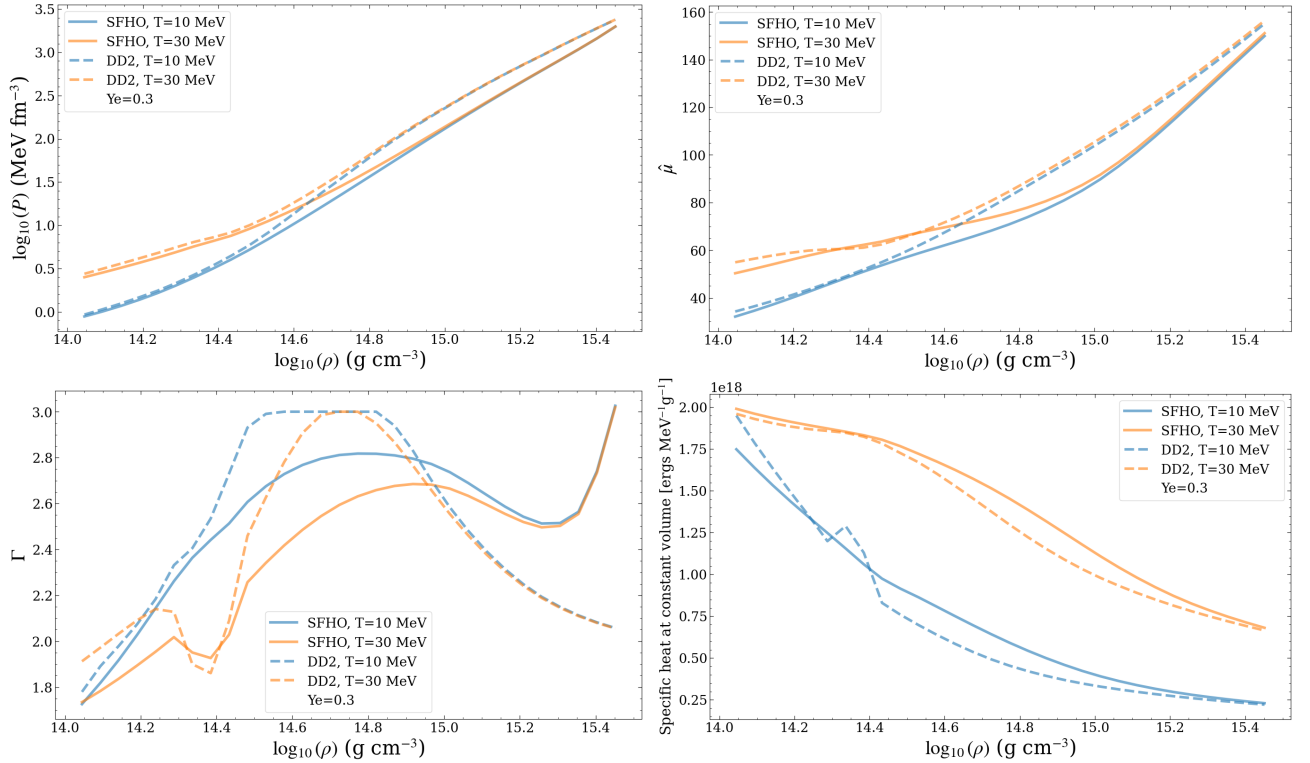 3.5
3.0
2.5
2.0
1.5
1.0
0.5
0.0
log₁₀(P) (MeV fm⁻³)
SFHO, T=10 MeV
SFHO, T=30 MeV
DD2, T=10 MeV
DD2, T=30 MeV
Ye=0.3
14.0 14.2 14.4 14.6 14.8 15.0 15.2 15.4
log₁₀(ρ) (g cm⁻³)
160
140
120
100
80
60
40
μ̂
SFHO, T=10 MeV
SFHO, T=30 MeV
DD2, T=10 MeV
DD2, T=30 MeV
Ye=0.3
14.0 14.2 14.4 14.6 14.8 15.0 15.2 15.4
log₁₀(ρ) (g cm⁻³)
3.0
2.8
2.6
2.4
2.2
2.0
1.8
Γ
SFHO, T=10 MeV
SFHO, T=30 MeV
DD2, T=10 MeV
DD2, T=30 MeV
Ye=0.3
14.0 14.2 14.4 14.6 14.8 15.0 15.2 15.4
log₁₀(ρ) (g cm⁻³)
1e18
2.00
1.75
1.50
1.25
1.00
0.75
0.50
0.25
Specific heat at constant volume [ergs MeV⁻¹g⁻¹]
SFHO, T=10 MeV
SFHO, T=30 MeV
DD2, T=10 MeV
DD2, T=30 MeV
Ye=0.3
14.0 14.2 14.4 14.6 14.8 15.0 15.2 15.4
log₁₀(ρ) (g cm⁻³)